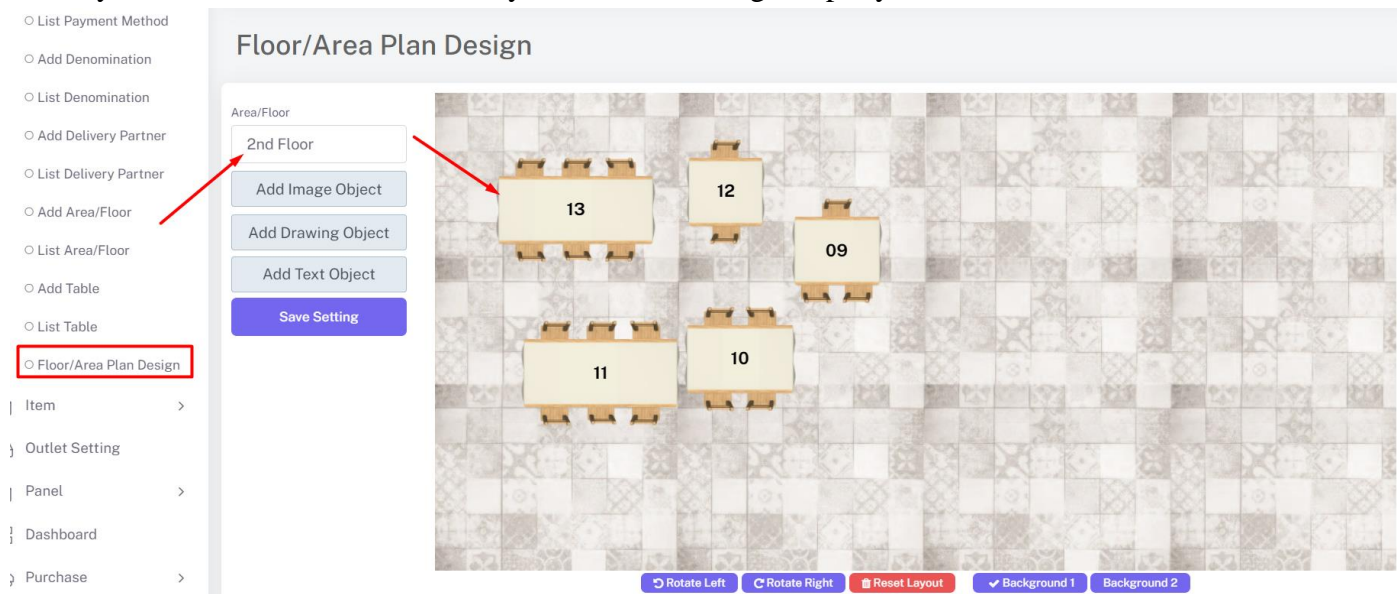 List Payment Method
Add Denomination
List Denomination
Add Delivery Partner
List Delivery Partner
Add Area/Floor
List Area/Floor
Add Table
List Table
Floor/Area Plan Design
Item
Outlet Setting
Panel
Dashboard
Purchase
Floor/Area Plan Design
Area/Floor
2nd Floor
Add Image Object
Add Drawing Object
Add Text Object
Save Setting
12
13
09
10
11
Rotate Left
Rotate Right
Reset Layout
Background 1
Background 2